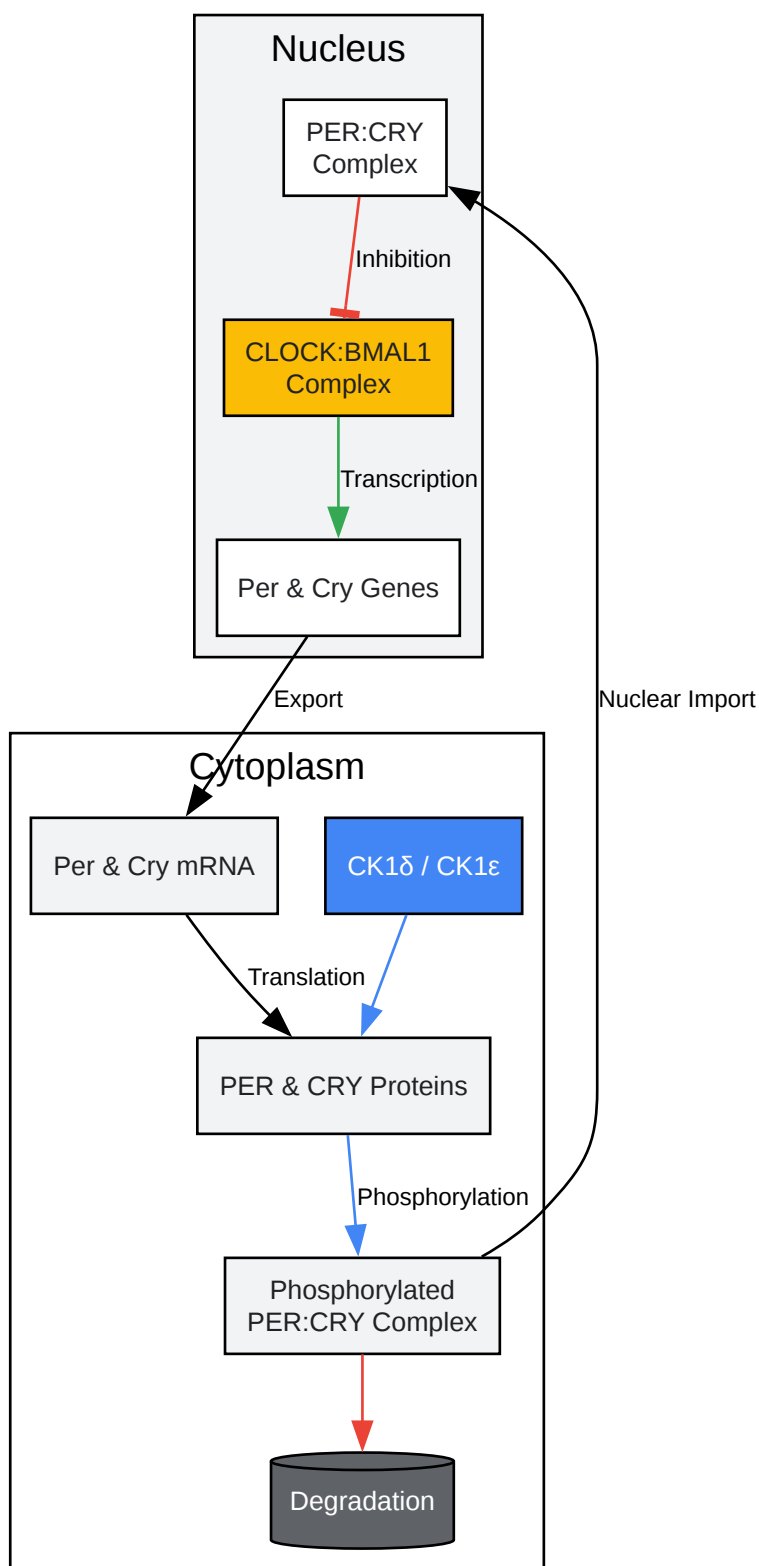 Nucleus
PER:CRY
Complex
Inhibition
CLOCK:BMAL1
Complex
Transcription
Per & Cry Genes
Export
Nuclear Import
Cytoplasm
Per & Cry mRNA
CK1δ / CK1ε
Translation
PER & CRY Proteins
Phosphorylation
Phosphorylated
PER:CRY Complex
Degradation